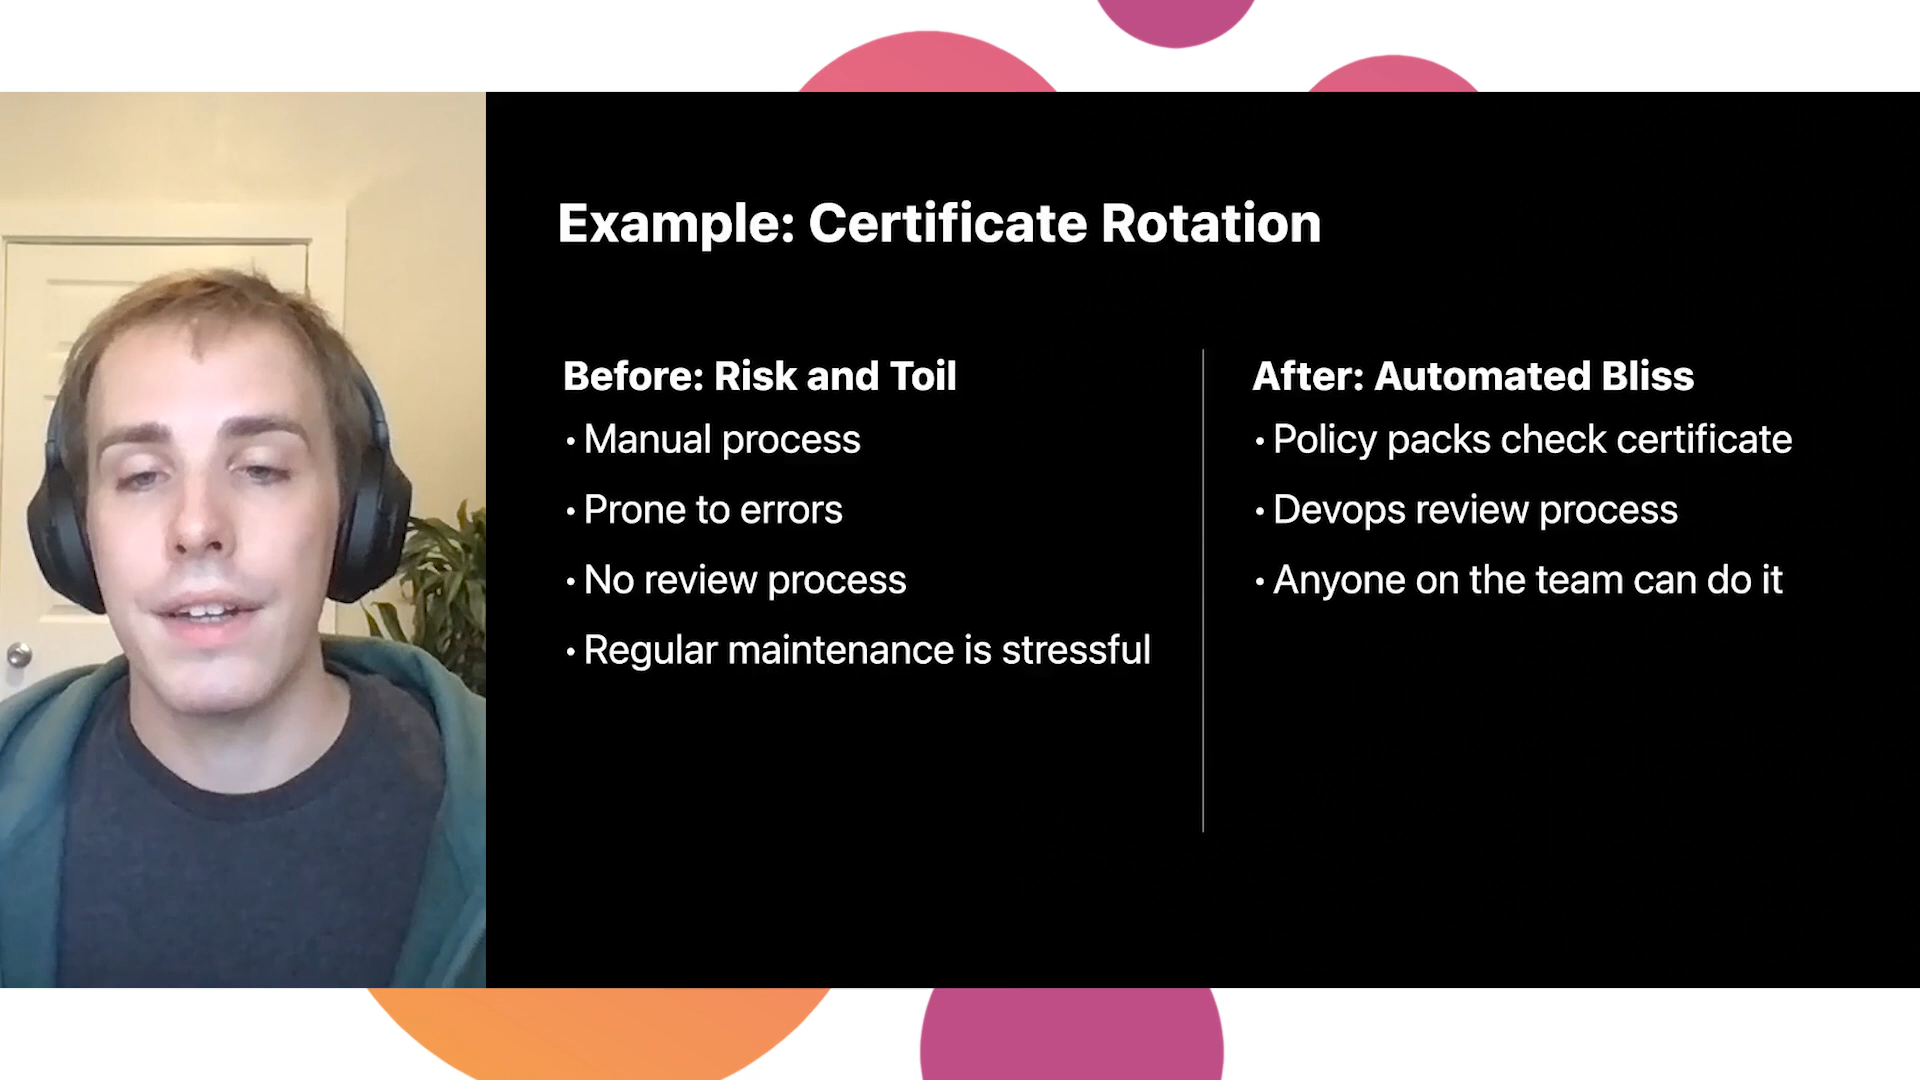 Example: Certificate Rotation
Before: Risk and Toil
• Manual process
• Prone to errors
• No review process
• Regular maintenance is stressful
After: Automated Bliss
• Policy packs check certificate
• Devops review process
• Anyone on the team can do it